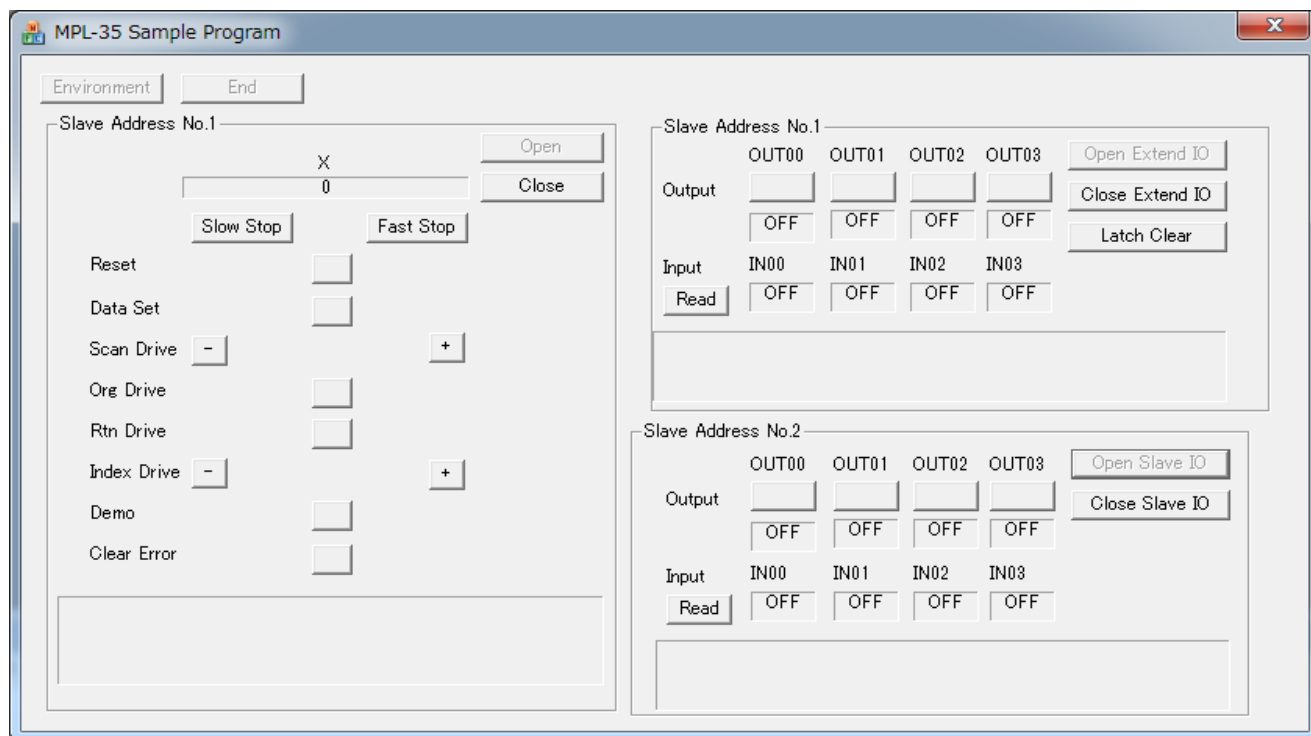 MPL-35 Sample Program
Environment End
Slave Address No.1
X
0
Open
Close
Slow Stop Fast Stop
Reset
Data Set
Scan Drive - +
Org Drive
Rtn Drive
Index Drive - +
Demo
Clear Error
Slave Address No.1
OUT00 OUT01 OUT02 OUT03 Open Extend IO
Output Close Extend IO
OFF OFF OFF OFF Latch Clear
Input IN00 IN01 IN02 IN03
Read OFF OFF OFF OFF
Slave Address No.2
OUT00 OUT01 OUT02 OUT03 Open Slave IO
Output Close Slave IO
OFF OFF OFF OFF
Input IN00 IN01 IN02 IN03
Read OFF OFF OFF OFF